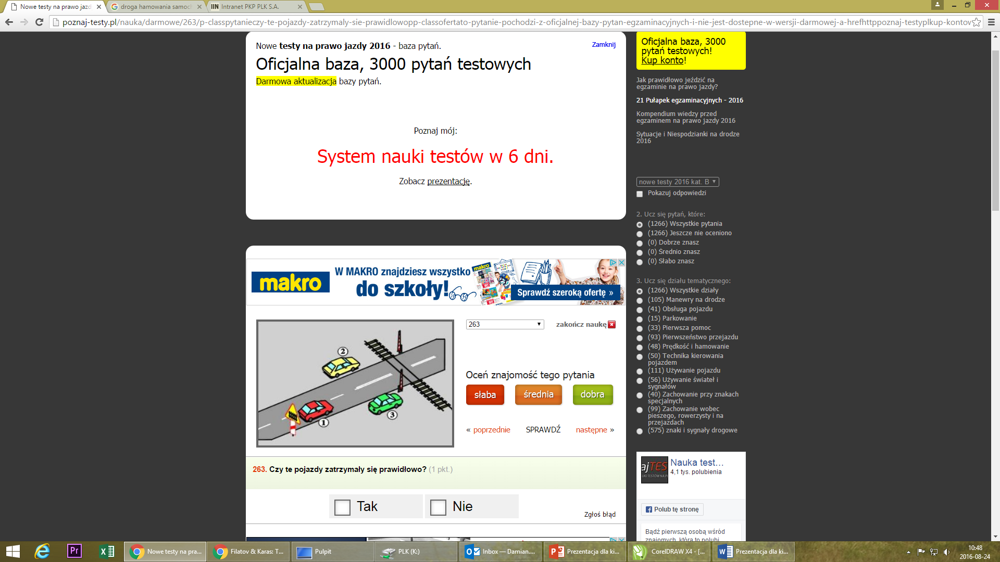 Nowe testy na prawo jazd
droga hamowania samoch
Intranet PKP PLK S.A.
poznaj-testy.pl/nauka/darmowe/263/p-classpytanieczy-te-pojazdy-zatrzymaly-sie-prawidlowopp-classofertato-pytanie-pochodzi-z-oficjalnej-bazy-pytan-egzaminacyjnych-i-nie-jest-dostepne-w-wersji-darmowej-a-hrefhttppoznaj-testyplkup-kontow
Nowe testy na prawo jazdy 2016 - baza pytań.
Zamknij
Oficjalna baza, 3000 pytań testowych
Darmowa aktualizacja bazy pytań.
Poznaj mój:
System nauki testów w 6 dni.
Zobacz prezentację.
makro
W MAKRO znajdziesz wszystko
do szkoły!
Sprawdź szeroką ofertę »
263
zakończ naukę
2
1
3
Oceń znajomość tego pytania
słaba
średnia
dobra
« poprzednie
SPRAWDŹ
następne »
263. Czy te pojazdy zatrzymały się prawidłowo? (1 pkt.)
Tak
Nie
Zgłoś błąd
Oficjalna baza, 3000
pytań testowych!
Kup konto!
Jak prawidłowo jeździć na
egzaminie na prawo jazdy?
21 Pułapek egzaminacyjnych - 2016
Kompendium wiedzy przed
egzaminem na prawo jazdy 2016
Sytuacje i Niespodzianki na drodze
2016
nowe testy 2016 kat. B
Pokazuj odpowiedzi
2. Ucz się pytań, które:
(1266) Wszystkie pytania
(1266) Jeszcze nie oceniono
(0) Dobrze znasz
(0) Średnio znasz
(0) Słabo znasz
3. Ucz się działu tematycznego:
(1266) Wszystkie działy
(105) Manewry na drodze
(41) Obsługa pojazdu
(15) Parkowanie
(33) Pierwsza pomoc
(93) Pierwszeństwo przejazdu
(48) Prędkość i hamowanie
(50) Technika kierowania
pojazdem
(111) Używanie pojazdu
(56) Używanie świateł i
sygnałów
(40) Zachowanie przy znakach
specjalnych
(99) Zachowanie wobec
pieszego, rowerzysty i na
przejazdach
(575) znaki i sygnały drogowe
ajTES
UKI TESTÓW NA P
Nauka test...
4,1 tys. polubienia
Polub tę stronę
Bądź pierwszą osobą wśród
znajomych, która to polubi
Pr
Nowe testy na pra...
Filatov & Karas: T...
Pulpit
PLK (K:)
Inbox — Damian....
Prezentacja dla ki...
CorelDRAW X4 - [...
Prezentacja dla ki...
10:48
2016-08-24